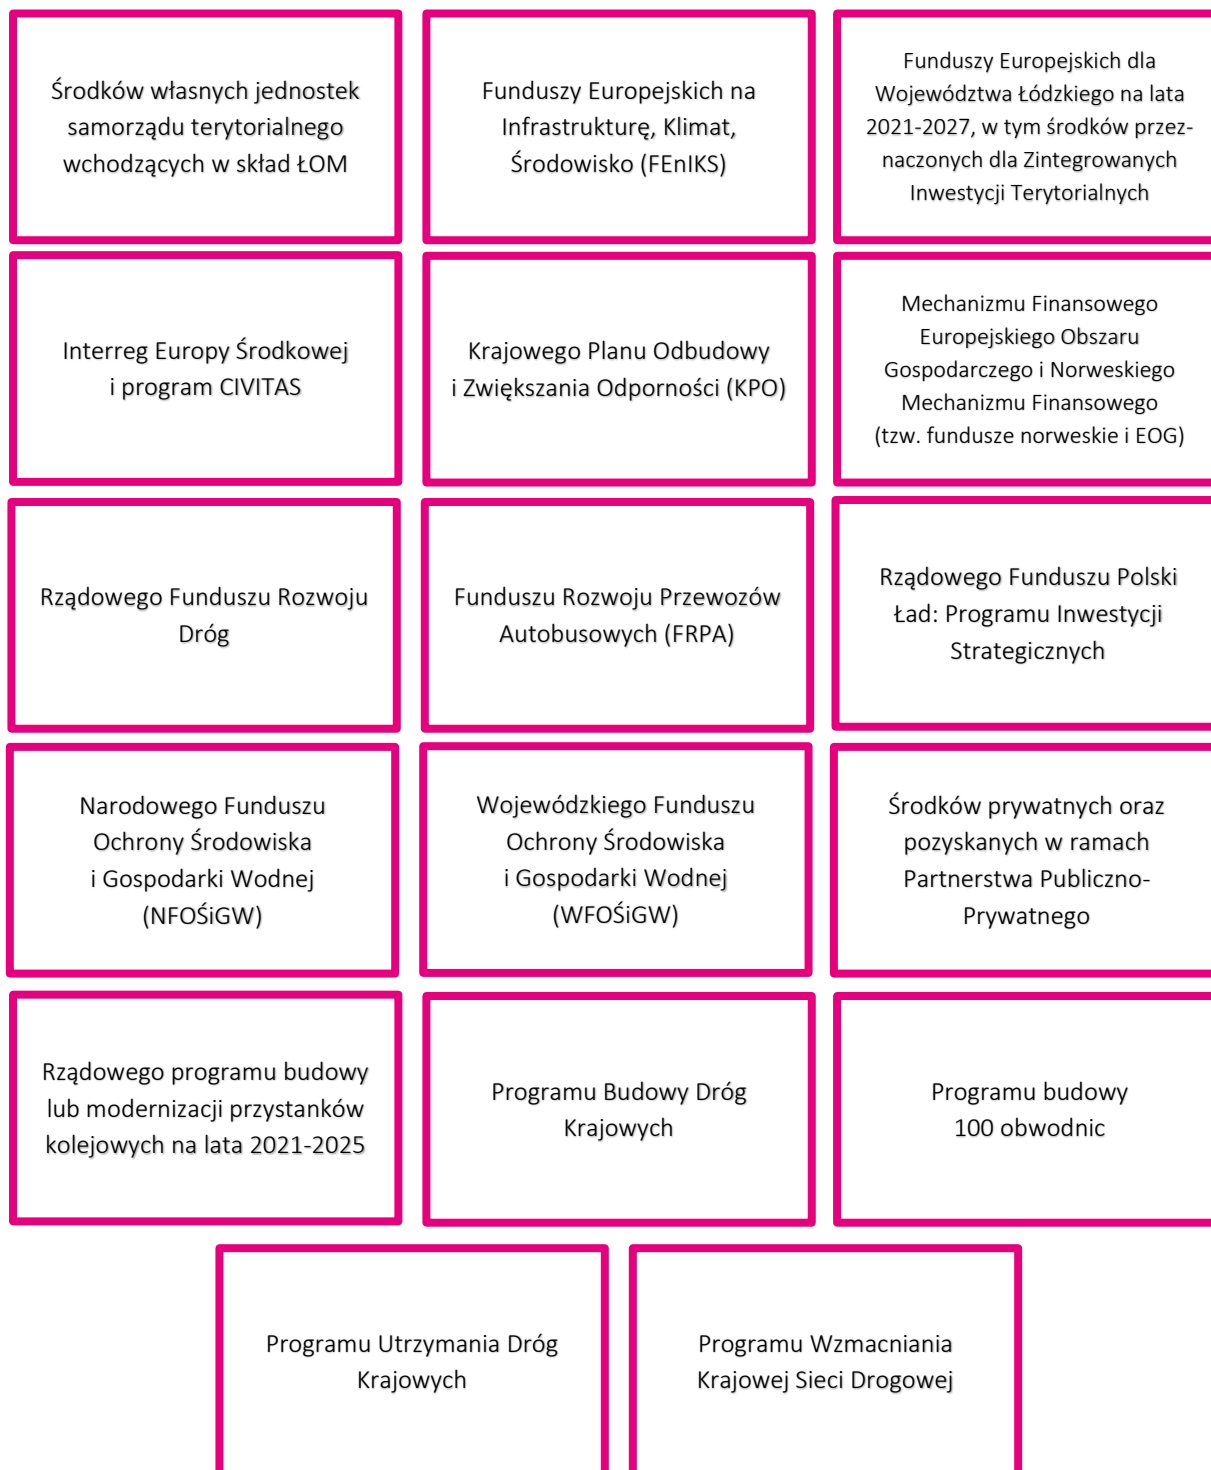 Środków własnych jednostek
samorządu terytorialnego
wchodzących w skład ŁOM
Funduszy Europejskich na
Infrastrukturę, Klimat,
Środowisko (FEnIKS)
Funduszy Europejskich dla
Województwa Łódzkiego na lata
2021-2027, w tym środków przez-
naczonych dla Zintegrowanych
Inwestycji Terytorialnych
Interreg Europy Środkowej
i program CIVITAS
Krajowego Planu Odbudowy
i Zwiększania Odporności (KPO)
Mechanizmu Finansowego
Europejskiego Obszaru
Gospodarczego i Norweskiego
Mechanizmu Finansowego
(tzw. fundusze norweskie i EOG)
Rządowego Funduszu Rozwoju
Dróg
Funduszu Rozwoju Przewozów
Autobusowych (FRPA)
Rządowego Funduszu Polski
Ład: Programu Inwestycji
Strategicznych
Narodowego Funduszu
Ochrony Środowiska
i Gospodarki Wodnej
(NFOŚiGW)
Wojewódzkiego Funduszu
Ochrony Środowiska
i Gospodarki Wodnej
(WFOŚiGW)
Środków prywatnych oraz
pozyskanych w ramach
Partnerstwa Publiczno-
Prywatnego
Rządowego programu budowy
lub modernizacji przystanków
kolejowych na lata 2021-2025
Programu Budowy Dróg
Krajowych
Programu budowy
100 obwodnic
Programu Utrzymania Dróg
Krajowych
Programu Wzmacniania
Krajowej Sieci Drogowej